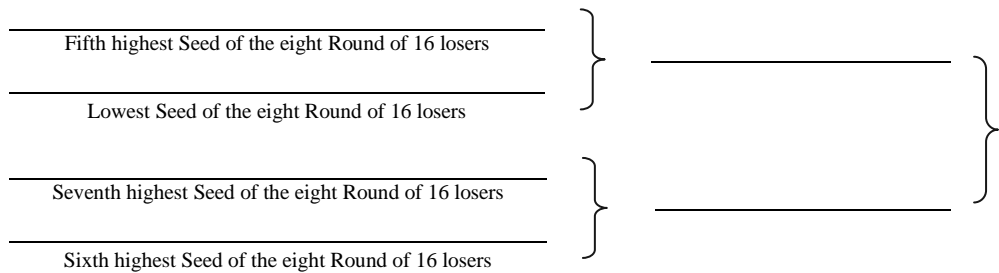 Fifth highest Seed of the eight Round of 16 losers
Lowest Seed of the eight Round of 16 losers
Seventh highest Seed of the eight Round of 16 losers
Sixth highest Seed of the eight Round of 16 losers